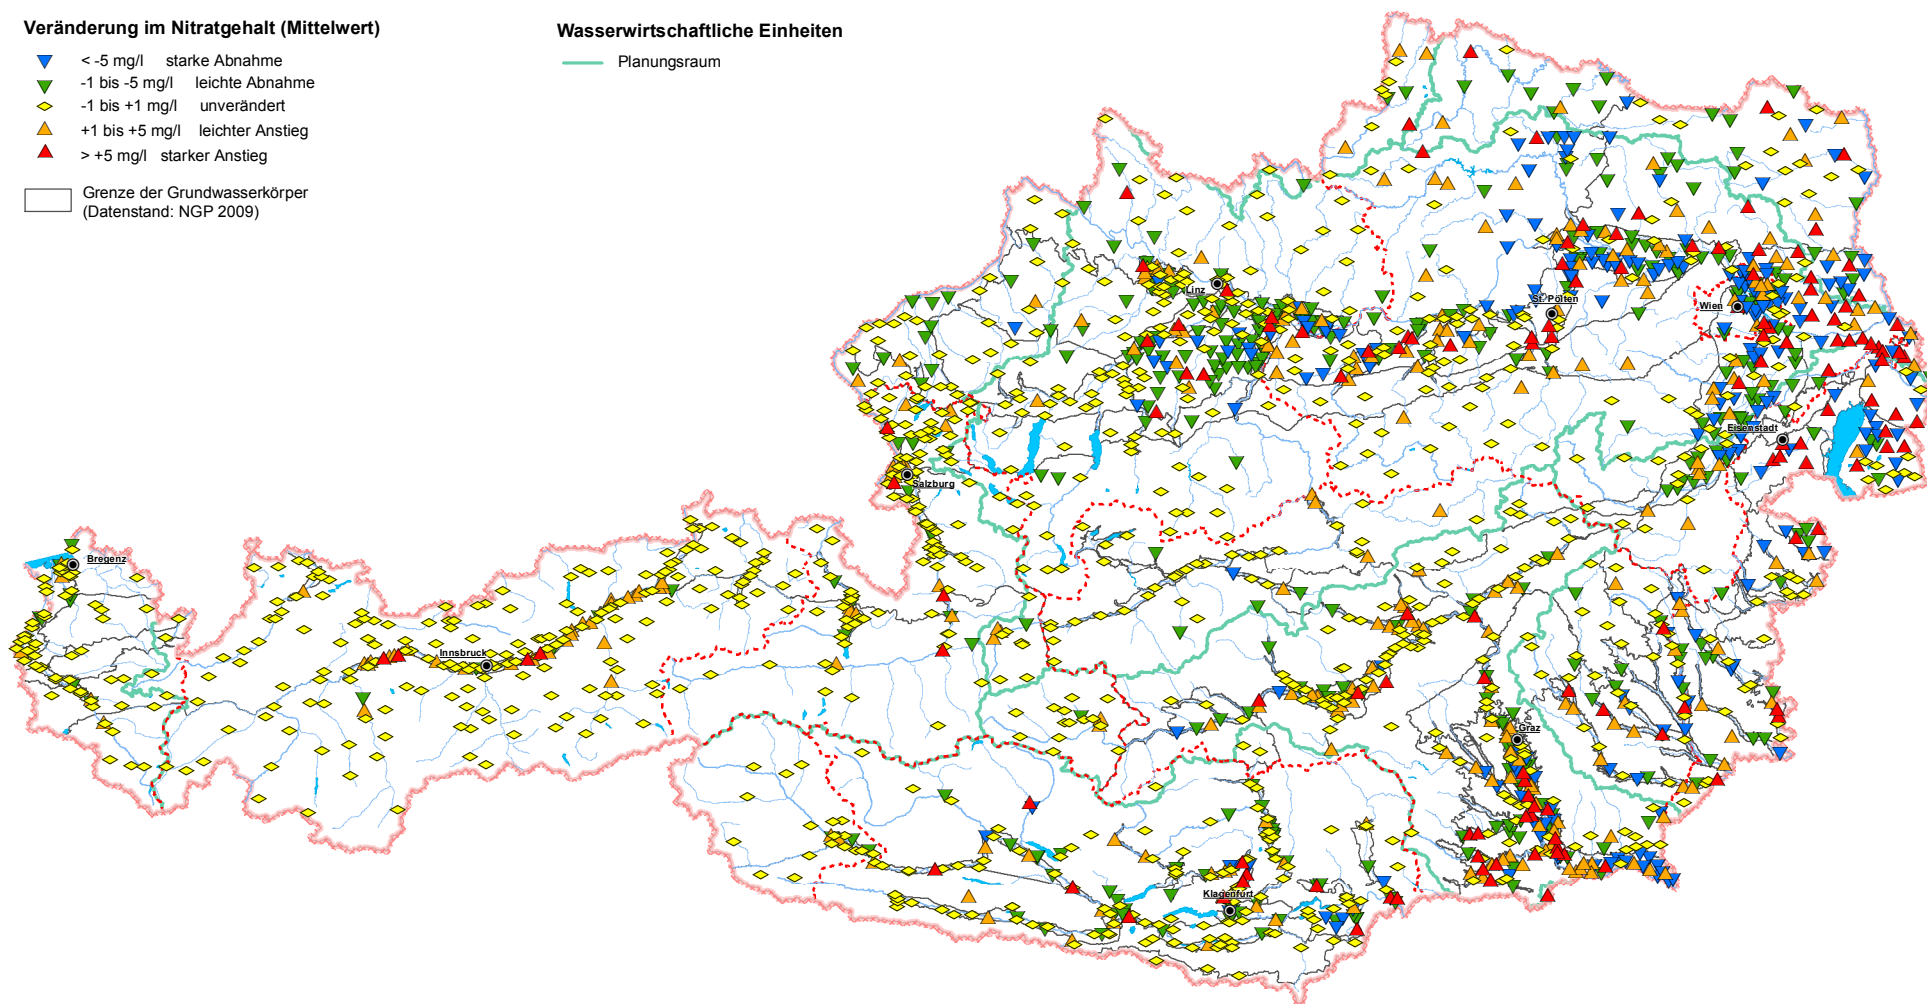 Veränderung im Nitratgehalt (Mittelwert)
< -5 mg/l starke Abnahme
-1 bis -5 mg/l leichte Abnahme
-1 bis +1 mg/l unverändert
+1 bis +5 mg/l leichter Anstieg
> +5 mg/l starker Anstieg
Grenze der Grundwasserkörper
(Datenstand: NGP 2009)
Wasserwirtschaftliche Einheiten
Planungsraum
Linz
St. Pölten
Wien
Eisenstadt
Salzburg
Bregenz
Innsbruck
Graz
Klagenfurt